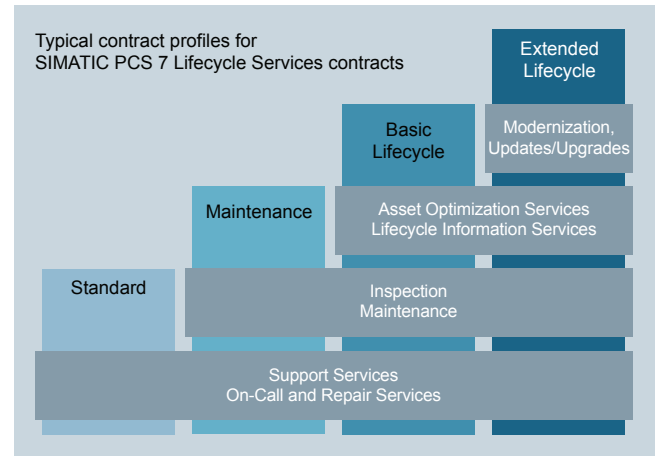 Typical contract profiles for
SIMATIC PCS 7 Lifecycle Services contracts
Extended
Lifecycle
Basic
Lifecycle
Modernization,
Updates/Upgrades
Maintenance
Asset Optimization Services
Lifecycle Information Services
Standard
Inspection
Maintenance
Support Services
On-Call and Repair Services